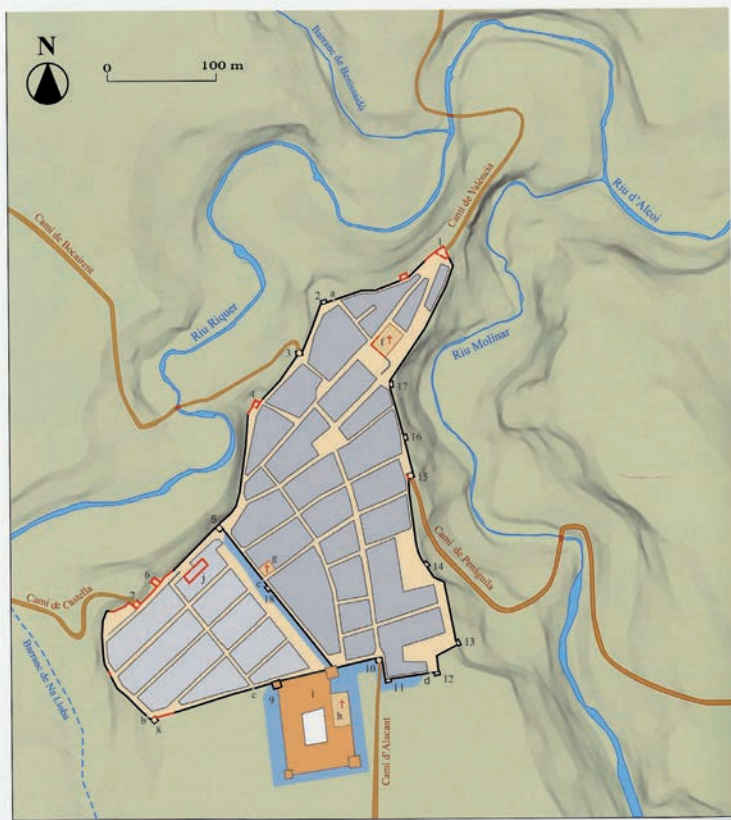 N
0 100 m
Barranc de Benissaidó
Camí de València
Riu d'Alcoi
Camí de Bocairent
Riu Riquer
Riu Molinar
1
2 a
3
f
4
17
16
15
5
g
Camí de Penàguila
14
6
j
c
18
7
Camí de Castella
13
Barranc de Na Lloba
10
11
d 12
c
9
i
h
b
8
Camí d'Alacant